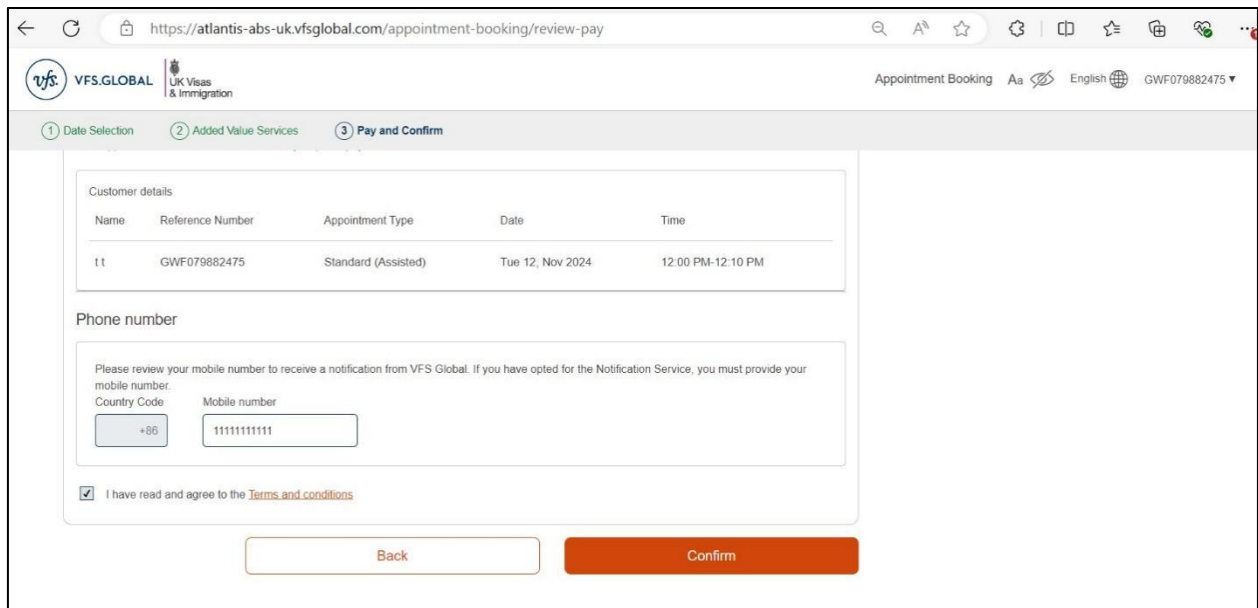 https://atlantis-abs-uk.vfsglobal.com/appointment-booking/review-pay
vfs. VFS.GLOBAL
UK Visas
& Immigration
Appointment Booking Aa English GWF079882475
1 Date Selection 2 Added Value Services 3 Pay and Confirm
Customer details
Name Reference Number Appointment Type Date Time
t t GWF079882475 Standard (Assisted) Tue 12, Nov 2024 12:00 PM-12:10 PM
Phone number
Please review your mobile number to receive a notification from VFS Global. If you have opted for the Notification Service, you must provide your
mobile number.
Country Code Mobile number
+86 11111111111
I have read and agree to the Terms and conditions
Back Confirm